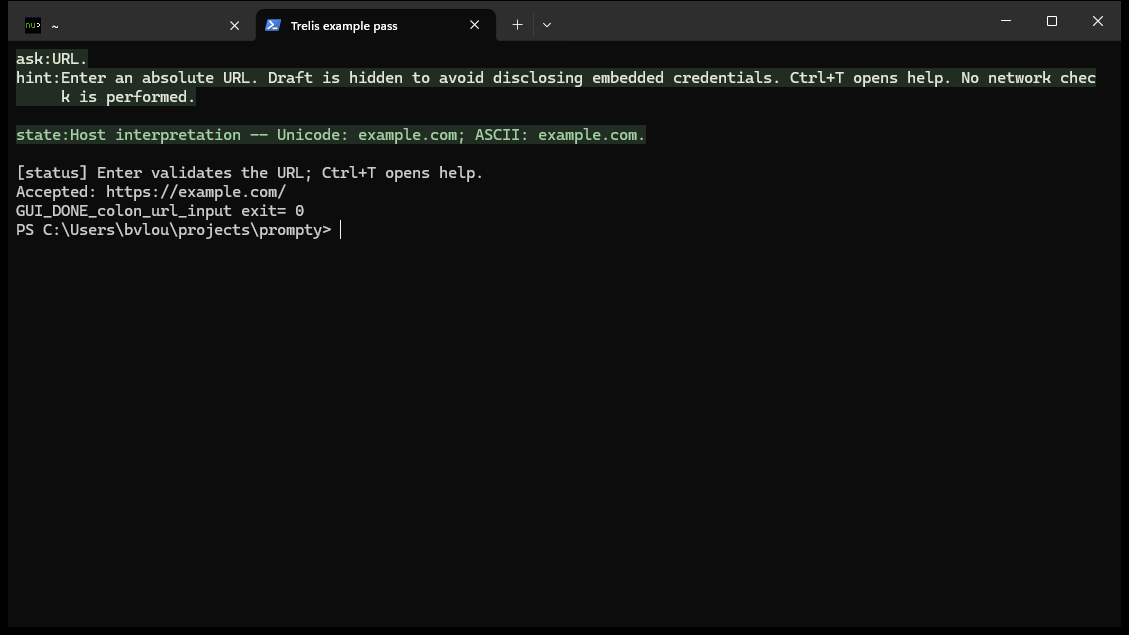 nu> ~
Trelis example pass
ask:URL.
hint:Enter an absolute URL. Draft is hidden to avoid disclosing embedded credentials. Ctrl+T opens help. No network chec
k is performed.
state:Host interpretation -- Unicode: example.com; ASCII: example.com.
[status] Enter validates the URL; Ctrl+T opens help.
Accepted: https://example.com/
GUI_DONE_colon_url_input exit= 0
PS C:\Users\bvlou\projects\prompty>